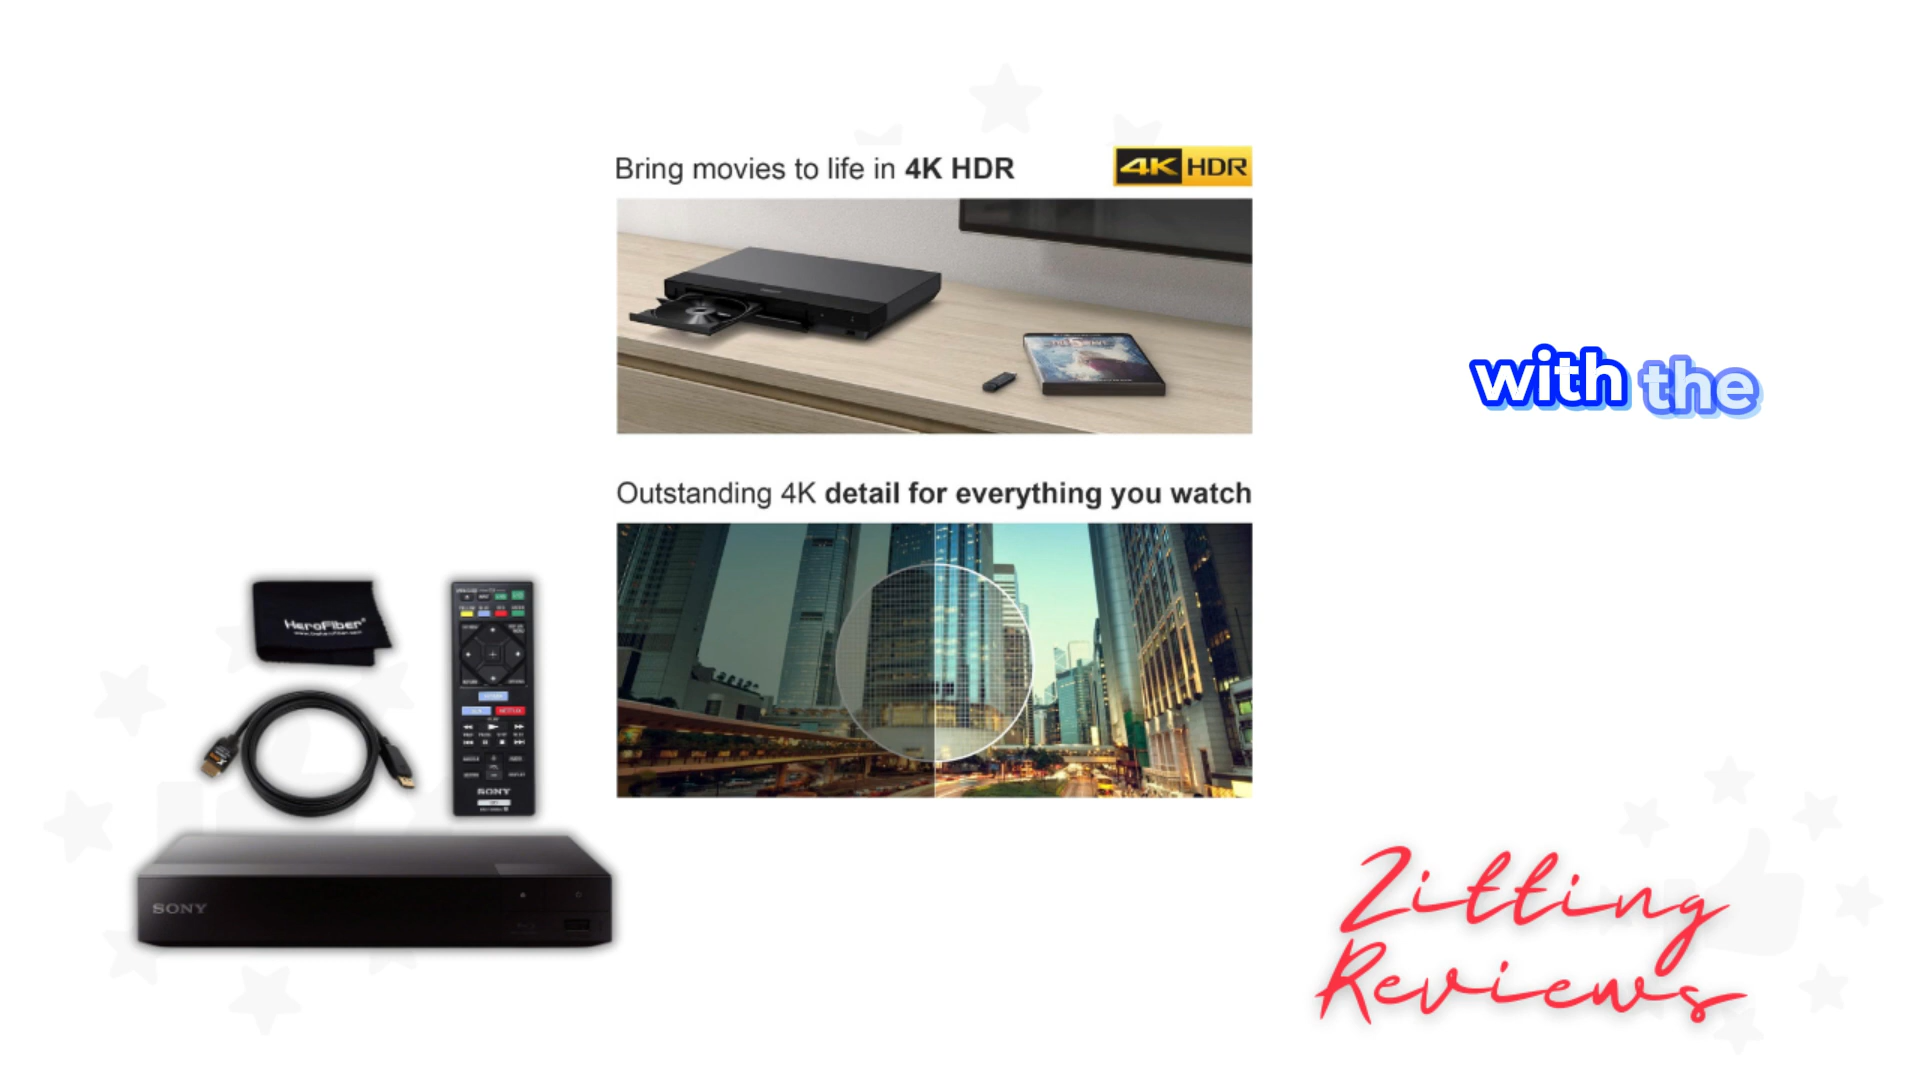 Bring movies to life in 4K HDR
4K HDR
with the
Outstanding 4K detail for everything you watch
HeroFiber®
SONY
SONY
Zitting
Reviews